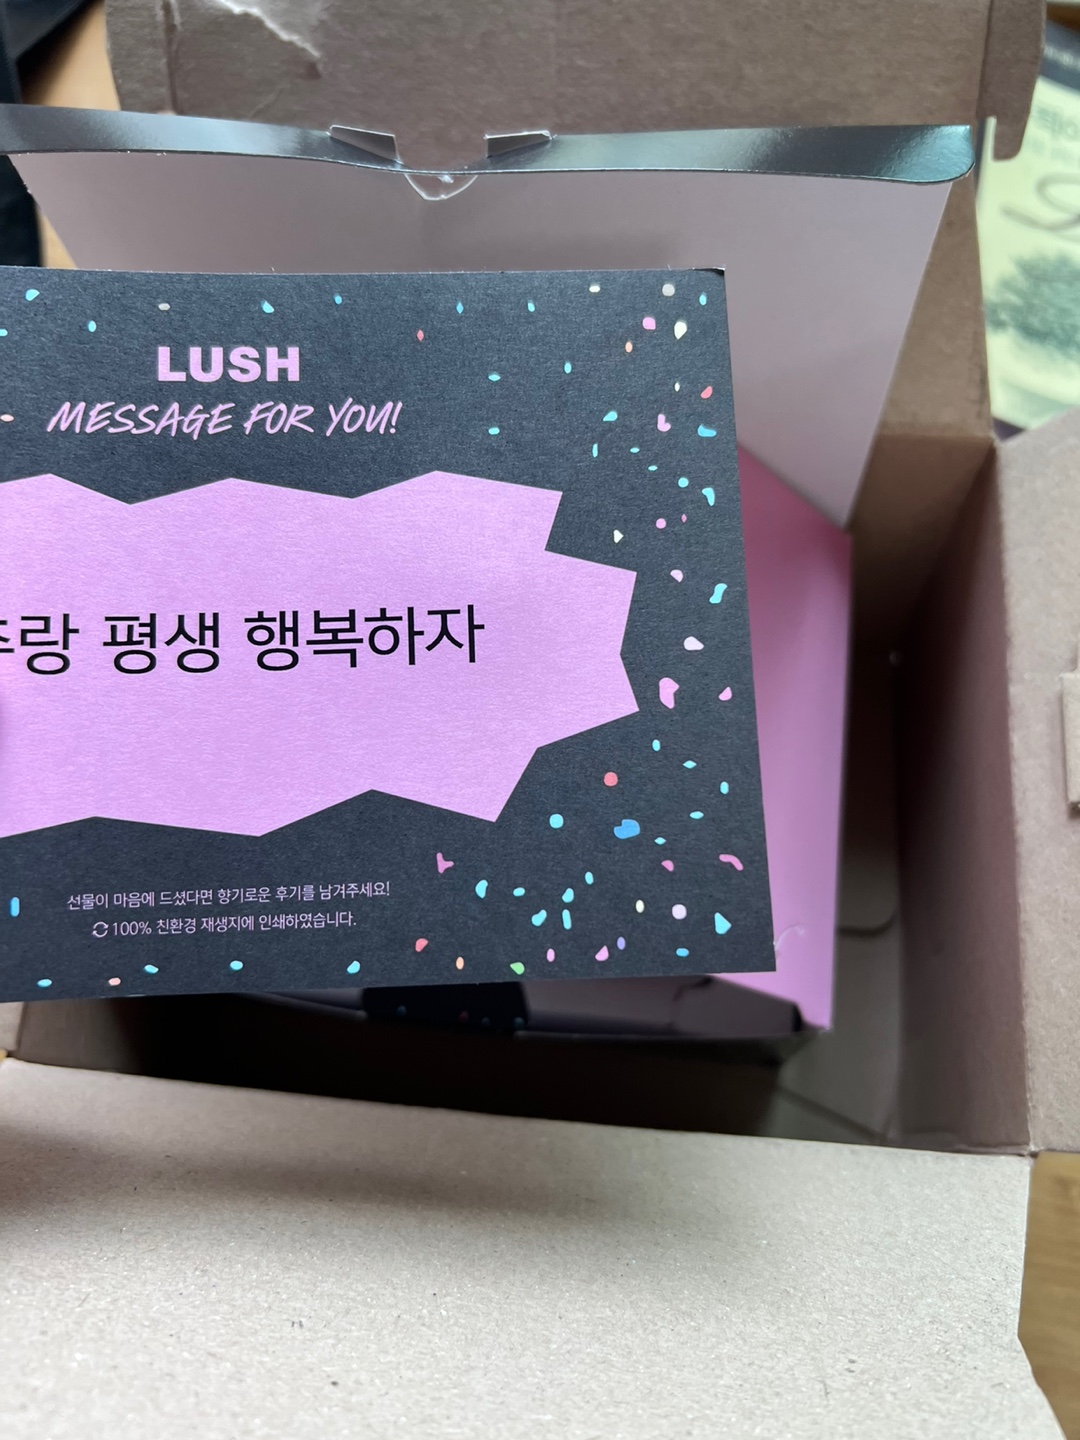 LUSH
MESSAGE FOR YOU!
평생 행복하자
선물이 마음에 드셨다면 향기로운 후기를 남겨주세요!
100% 친환경 재생지에 인쇄하였습니다.